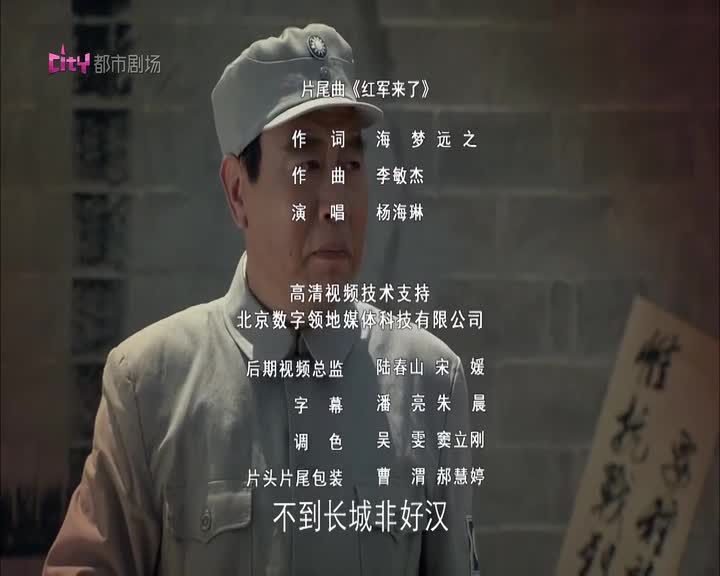 CitY 都市剧场
片尾曲《红军来了》
作 词 海 梦 远 之
作 曲 李敏杰
演 唱 杨海琳
高清视频技术支持
北京数字领地媒体科技有限公司
后期视频总监 陆春山 宋 媛
字 幕 潘 亮 朱 晨
调 色 吴 雯 窦立刚
片头片尾包装 曹 渭 郝慧婷
不到长城非好汉
抗戰